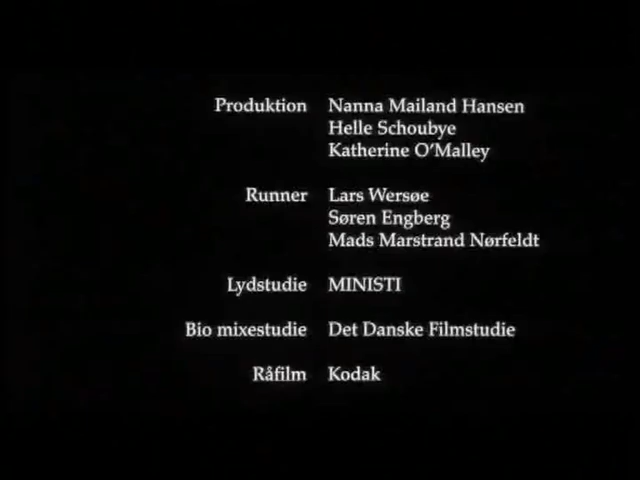 Produktion Nanna Mailand Hansen
Helle Schoubye
Katherine O'Malley
Runner Lars Wersøe
Søren Engberg
Mads Marstrand Nørfeldt
Lydstudie MINISTI
Bio mixestudie Det Danske Filmstudie
Råfilm Kodak